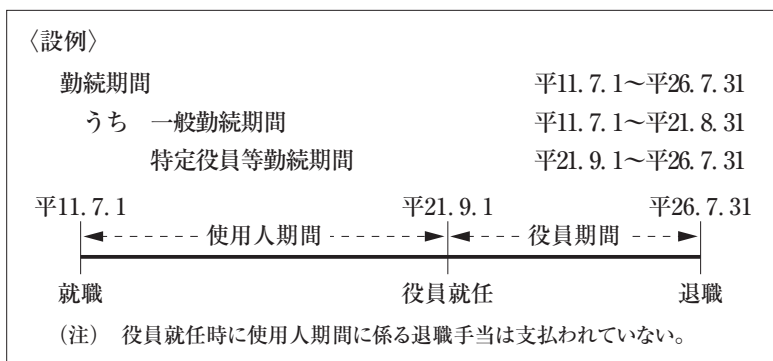 〈設例〉
勤続期間 平11.7.1～平26.7.31
うち 一般勤続期間 平11.7.1～平21.8.31
特定役員等勤続期間 平21.9.1～平26.7.31
平11.7.1 平21.9.1 平26.7.31
使用人期間 役員期間
就職 役員就任 退職
（注） 役員就任時に使用人期間に係る退職手当は支払われていない。